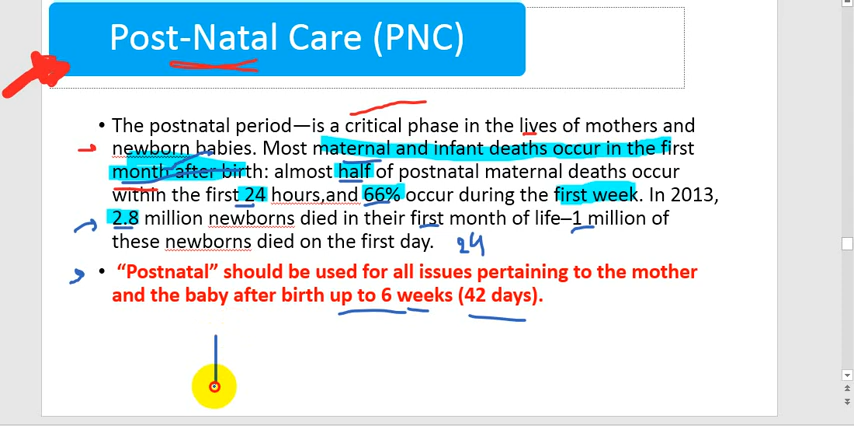 Post-Natal Care (PNC)
• The postnatal period—is a critical phase in the lives of mothers and
newborn babies. Most maternal and infant deaths occur in the first
month after birth: almost half of postnatal maternal deaths occur
within the first 24 hours,and 66% occur during the first week. In 2013,
2.8 million newborns died in their first month of life–1 million of
these newborns died on the first day. 24
• “Postnatal” should be used for all issues pertaining to the mother
and the baby after birth up to 6 weeks (42 days).